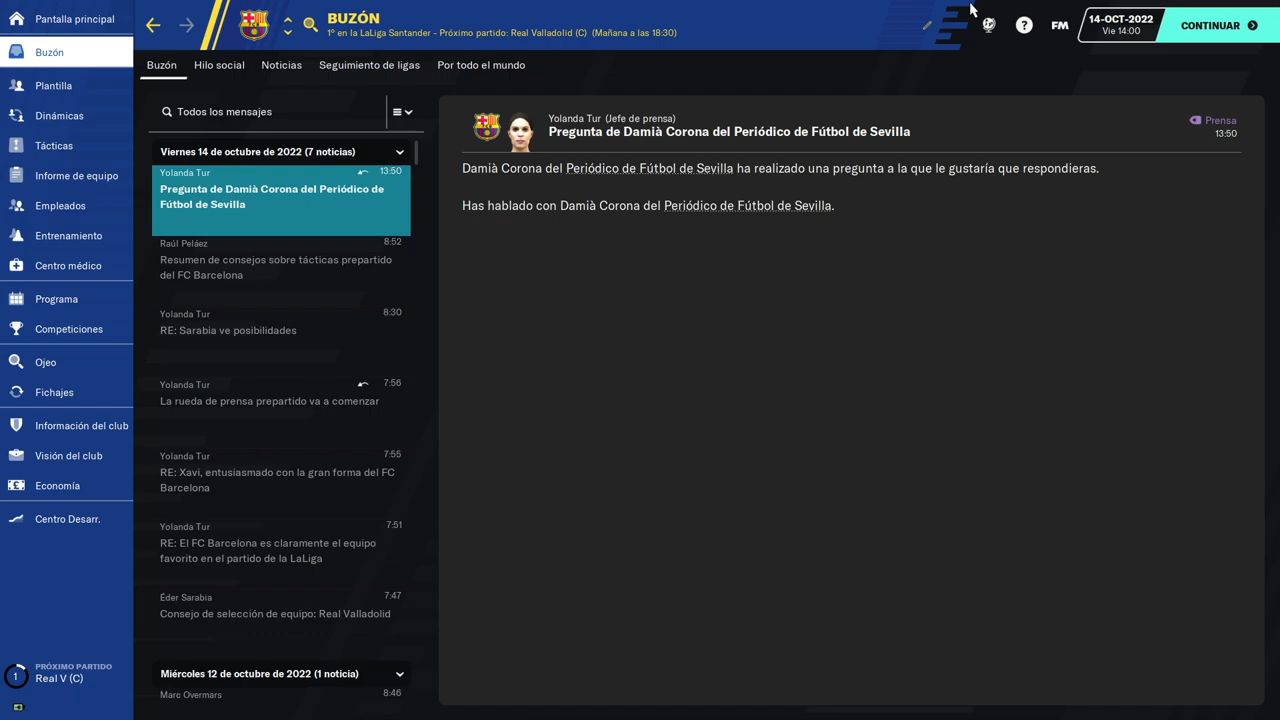 Pantalla principal
Buzón
Plantilla
Dinámicas
Tácticas
Informe de equipo
Empleados
Entrenamiento
Centro médico
Programa
Competiciones
Ojeo
Fichajes
Información del club
Visión del club
Economía
Centro Desarr.
PRÓXIMO PARTIDO
1
Real V (C)
BUZÓN
1º en la LaLiga Santander - Próximo partido: Real Valladolid (C) (Mañana a las 18:30)
?
FM
14-OCT-2022
Vie 14:00
CONTINUAR
Buzón
Hilo social
Noticias
Seguimiento de ligas
Por todo el mundo
Todos los mensajes
Viernes 14 de octubre de 2022 (7 noticias)
Yolanda Tur 13:50
Pregunta de Damià Corona del Periódico de
Fútbol de Sevilla
Raúl Peláez 8:52
Resumen de consejos sobre tácticas prepartido
del FC Barcelona
Yolanda Tur 8:30
RE: Sarabia ve posibilidades
Yolanda Tur 7:56
La rueda de prensa prepartido va a comenzar
Yolanda Tur 7:55
RE: Xavi, entusiasmado con la gran forma del FC
Barcelona
Yolanda Tur 7:51
RE: El FC Barcelona es claramente el equipo
favorito en el partido de la LaLiga
Éder Sarabia 7:47
Consejo de selección de equipo: Real Valladolid
Miércoles 12 de octubre de 2022 (1 noticia)
Marc Overmars 8:46
Yolanda Tur (Jefe de prensa)
Pregunta de Damià Corona del Periódico de Fútbol de Sevilla
Prensa
13:50
Damià Corona del Periódico de Fútbol de Sevilla ha realizado una pregunta a la que le gustaría que respondieras.
Has hablado con Damià Corona del Periódico de Fútbol de Sevilla.